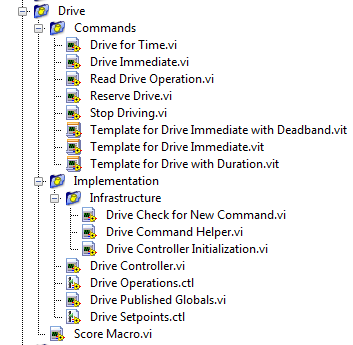 Drive
Commands
Drive for Time.vi
Drive Immediate.vi
Read Drive Operation.vi
Reserve Drive.vi
Stop Driving.vi
Template for Drive Immediate with Deadband.vit
Template for Drive Immediate.vit
Template for Drive with Duration.vit
Implementation
Infrastructure
Drive Check for New Command.vi
Drive Command Helper.vi
Drive Controller Initialization.vi
Drive Controller.vi
Drive Operations.ctl
Drive Published Globals.vi
Drive Setpoints.ctl
Score Macro.vi